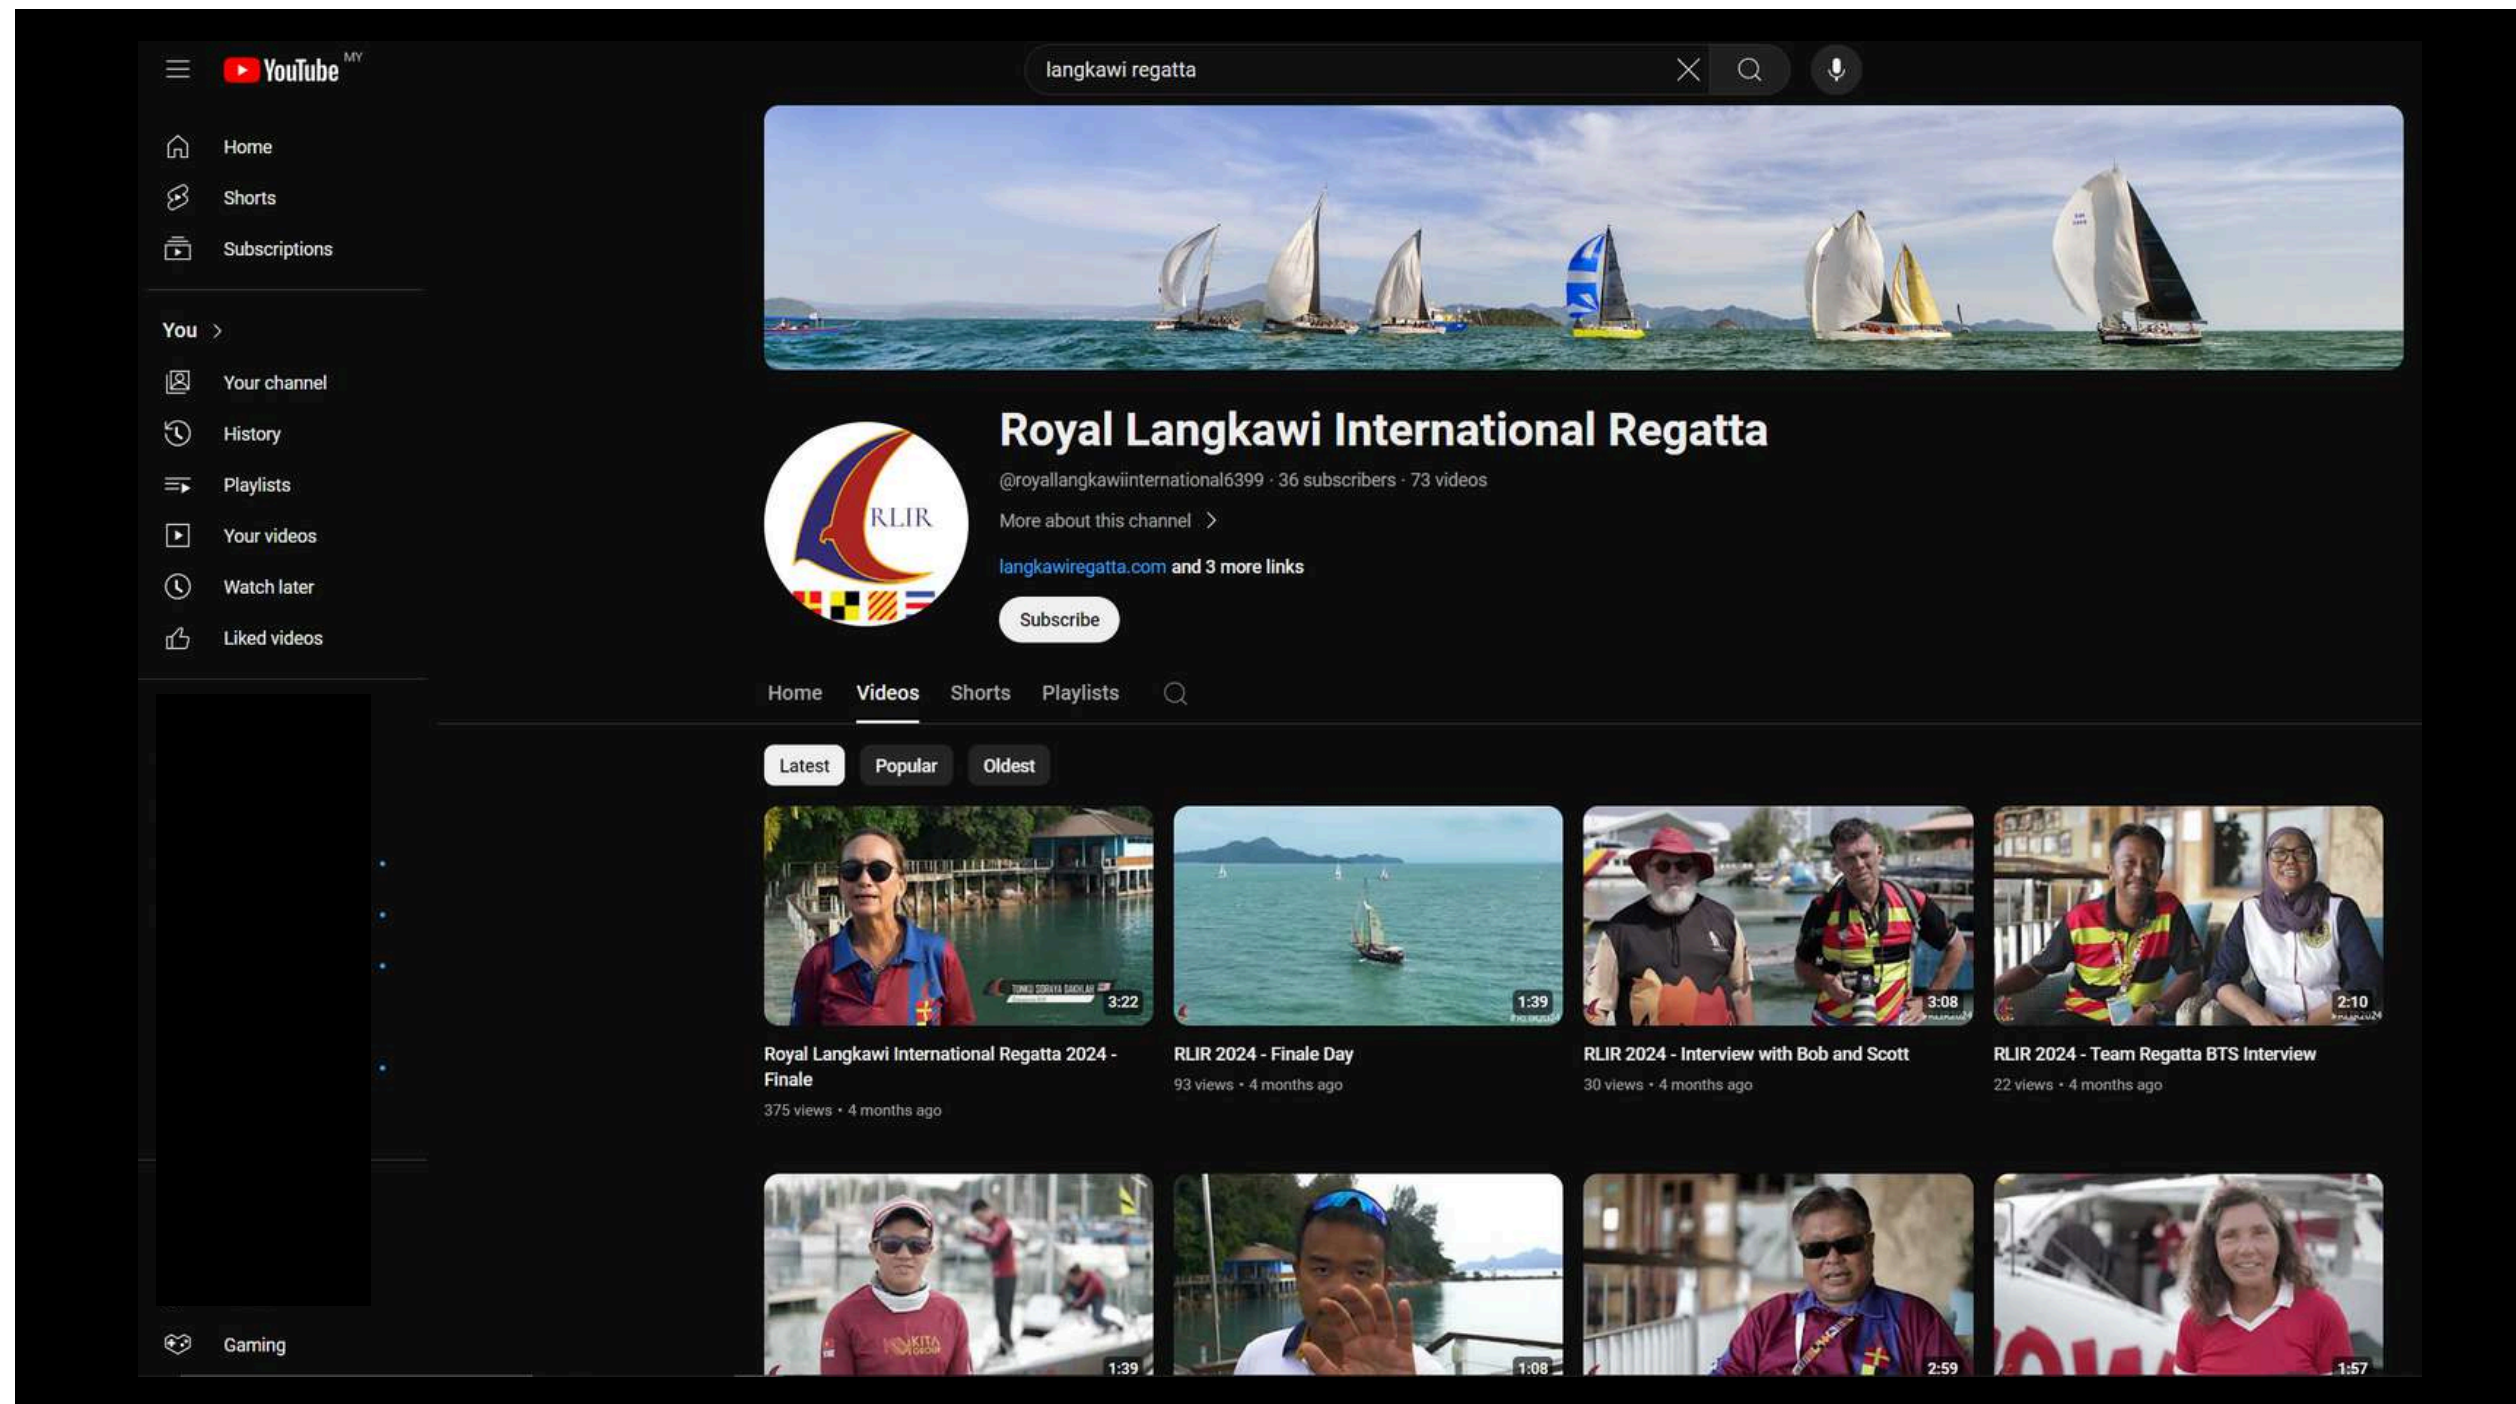 YouTube MY
langkawi regatta
Home
Shorts
Subscriptions
You
Your channel
History
Playlists
Your videos
Watch later
Liked videos
Gaming
RLIR
Royal Langkawi International Regatta
@royallangkawiinternational6399 · 36 subscribers · 73 videos
More about this channel
langkawiregatta.com and 3 more links
Subscribe
Home Videos Shorts Playlists
Latest Popular Oldest
3:22
1:39
3:08
2:10
Royal Langkawi International Regatta 2024 -
Finale
375 views • 4 months ago
RLIR 2024 - Finale Day
93 views • 4 months ago
RLIR 2024 - Interview with Bob and Scott
30 views • 4 months ago
RLIR 2024 - Team Regatta BTS Interview
22 views • 4 months ago
KITA
GROUP
1:39
1:08
2:59
1:57